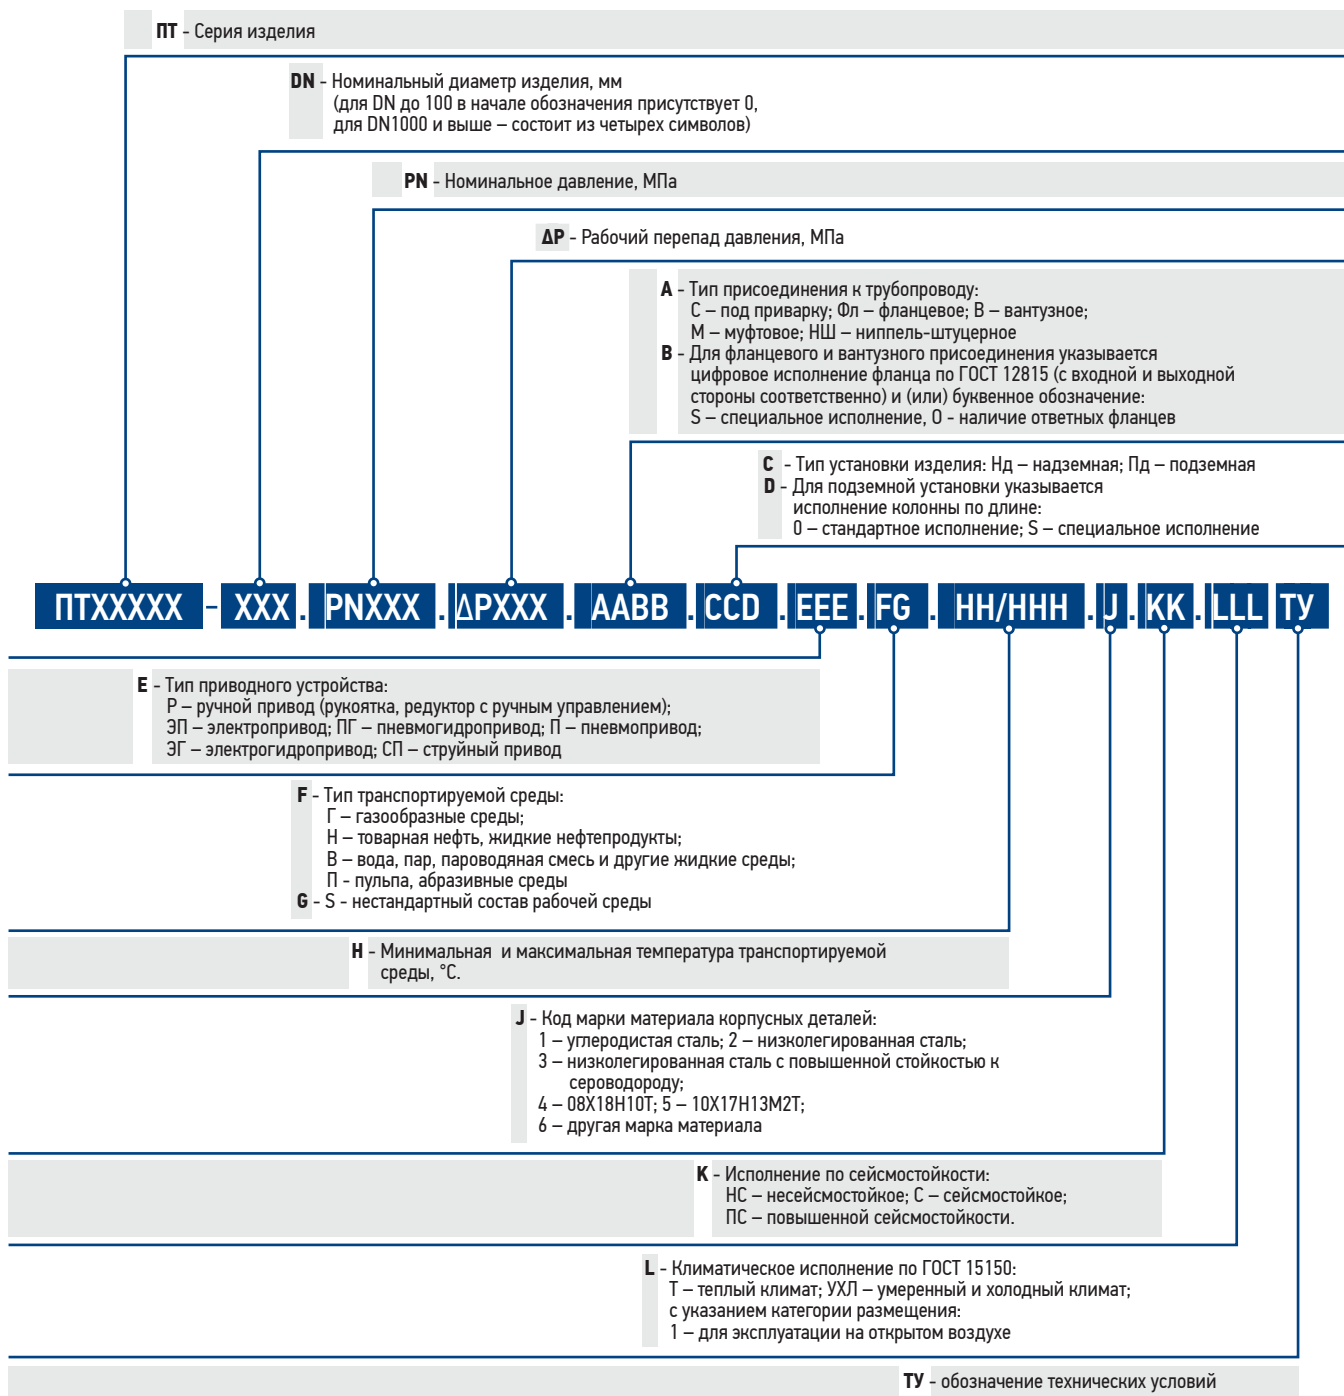 ПТ - Серия изделия
DN - Номинальный диаметр изделия, мм
(для DN до 100 в начале обозначения присутствует 0,
для DN1000 и выше – состоит из четырех символов)
PN - Номинальное давление, МПа
ΔP - Рабочий перепад давления, МПа
A - Тип присоединения к трубопроводу:
С – под приварку; Фл – фланцевое; В – вантузное;
М – муфтовое; НШ – ниппель-штуцерное
B - Для фланцевого и вантузного присоединения указывается
цифровое исполнение фланца по ГОСТ 12815 (с входной и выходной
стороны соответственно) и (или) буквенное обозначение:
S – специальное исполнение, О - наличие ответных фланцев
C - Тип установки изделия: Нд – надземная; Пд – подземная
D - Для подземной установки указывается
исполнение колонны по длине:
0 – стандартное исполнение; S – специальное исполнение
ПТХХХХХ – XXX . PNXXX . ΔPXXX . AABB . CCD . EEE . FG . HH/HHH . J . KK . LLL ТУ
E - Тип приводного устройства:
Р – ручной привод (рукоятка, редуктор с ручным управлением);
ЭП – электропривод; ПГ – пневмогидропривод; П – пневмопривод;
ЭГ – электрогидропривод; СП – струйный привод
F - Тип транспортируемой среды:
Г – газообразные среды;
Н – товарная нефть, жидкие нефтепродукты;
В – вода, пар, пароводяная смесь и другие жидкие среды;
П - пульпа, абразивные среды
G - S - нестандартный состав рабочей среды
H - Минимальная и максимальная температура транспортируемой
среды, °С.
J - Код марки материала корпусных деталей:
1 – углеродистая сталь; 2 – низколегированная сталь;
3 – низколегированная сталь с повышенной стойкостью к
сероводороду;
4 – 08Х18Н10Т; 5 – 10Х17Н13М2Т;
6 – другая марка материала
K - Исполнение по сейсмостойкости:
НС – несейсмостойкое; С – сейсмостойкое;
ПС – повышенной сейсмостойкости.
L - Климатическое исполнение по ГОСТ 15150:
Т – теплый климат; УХЛ – умеренный и холодный климат;
с указанием категории размещения:
1 – для эксплуатации на открытом воздухе
ТУ - обозначение технических условий